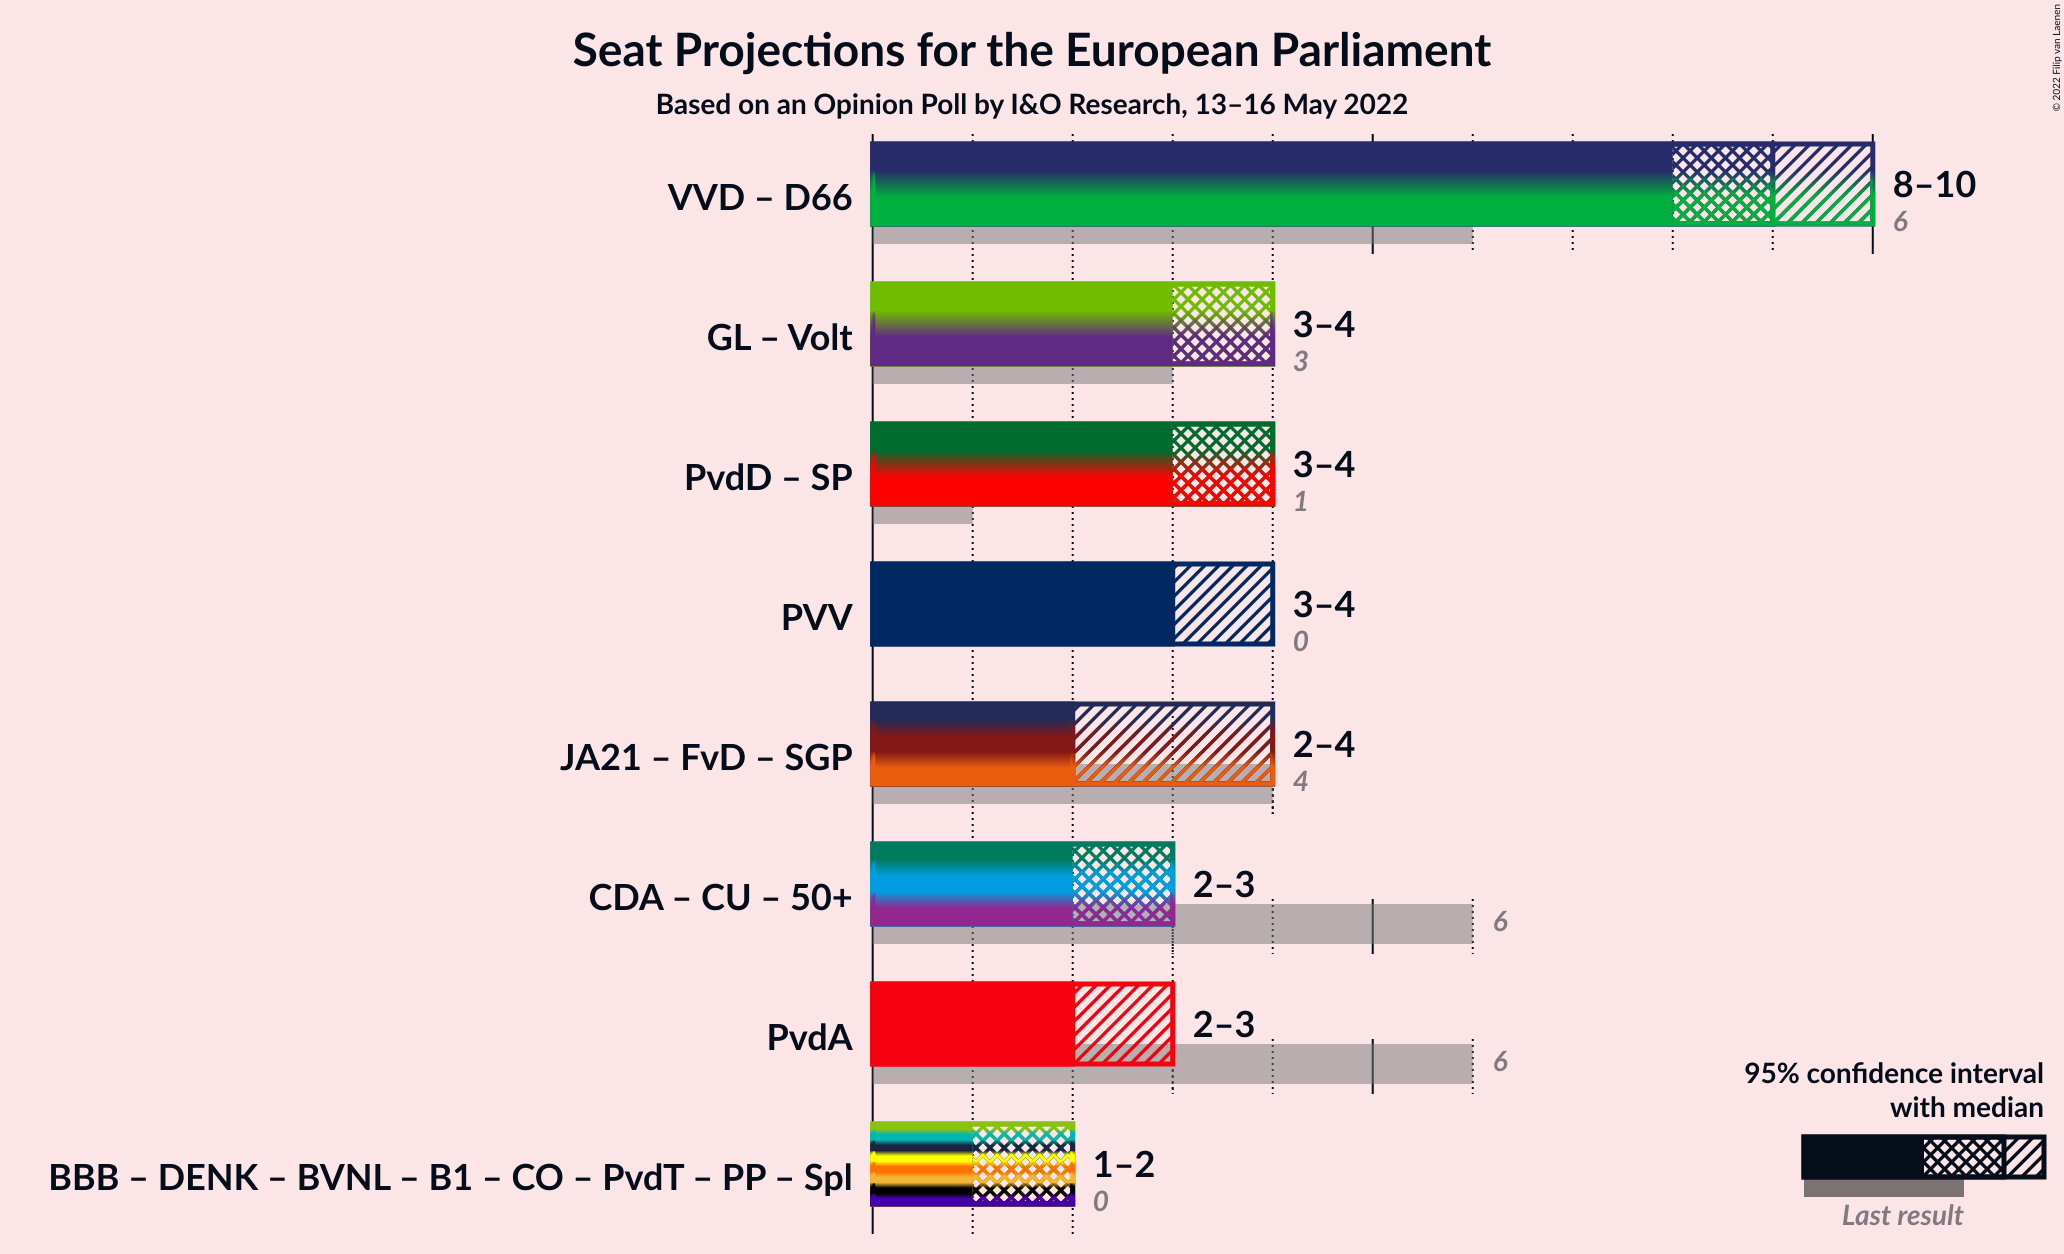 Seat Projections for the European Parliament
Based on an Opinion Poll by I&O Research, 13–16 May 2022
© 2022 Filip van Laenen
VVD – D66
8–10
6
GL – Volt
3–4
3
PvdD – SP
3–4
1
PVV
3–4
0
JA21 – FvD – SGP
2–4
4
CDA – CU – 50+
2–3
6
PvdA
2–3
6
BBB – DENK – BVNL – B1 – CO – PvdT – PP – Spl
1–2
0
95% confidence interval
with median
Last result